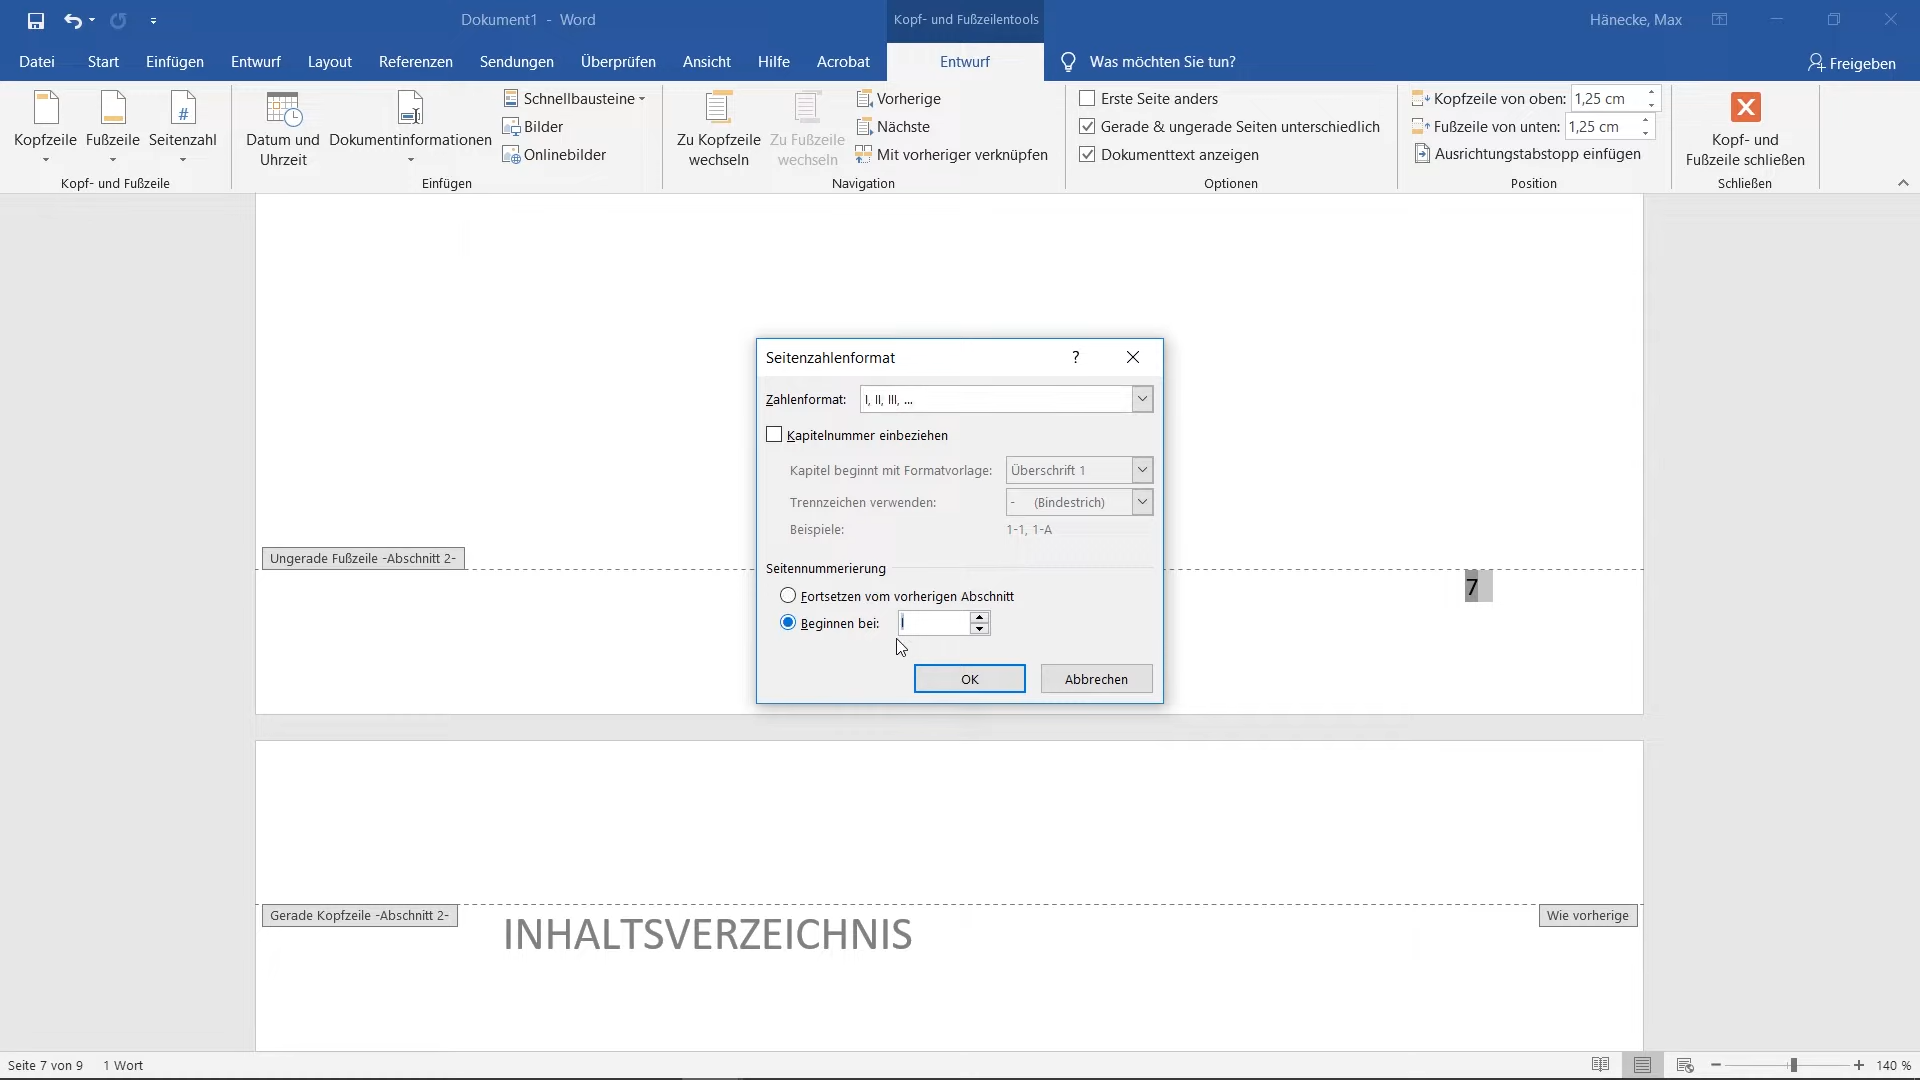 Dokument1 - Word
Kopf- und Fußzeilentools
Hänecke, Max
Datei Start Einfügen Entwurf Layout Referenzen Sendungen Überprüfen Ansicht Hilfe Acrobat Entwurf Was möchten Sie tun? Freigeben
Kopfzeile
Fußzeile
Seitenzahl
Kopf- und Fußzeile
Datum und
Uhrzeit
Dokumentinformationen
Schnellbausteine
Bilder
Onlinebilder
Einfügen
Zu Kopfzeile
wechseln
Zu Fußzeile
wechseln
Vorherige
Nächste
Mit vorheriger verknüpfen
Navigation
Erste Seite anders
Gerade & ungerade Seiten unterschiedlich
Dokumenttext anzeigen
Optionen
Kopfzeile von oben: 1,25 cm
Fußzeile von unten: 1,25 cm
Ausrichtungstabstopp einfügen
Position
Kopf- und
Fußzeile schließen
Schließen
Seitenzahlenformat ?
Zahlenformat: I, II, III, ...
Kapitelnummer einbeziehen
Kapitel beginnt mit Formatvorlage: Überschrift 1
Trennzeichen verwenden: - (Bindestrich)
Beispiele: 1-1, 1-A
Seitennummerierung
Fortsetzen vom vorherigen Abschnitt
Beginnen bei: I
OK Abbrechen
Ungerade Fußzeile -Abschnitt 2-
7
Gerade Kopfzeile -Abschnitt 2-
INHALTSVERZEICHNIS
Wie vorherige
Seite 7 von 9 1 Wort 140 %